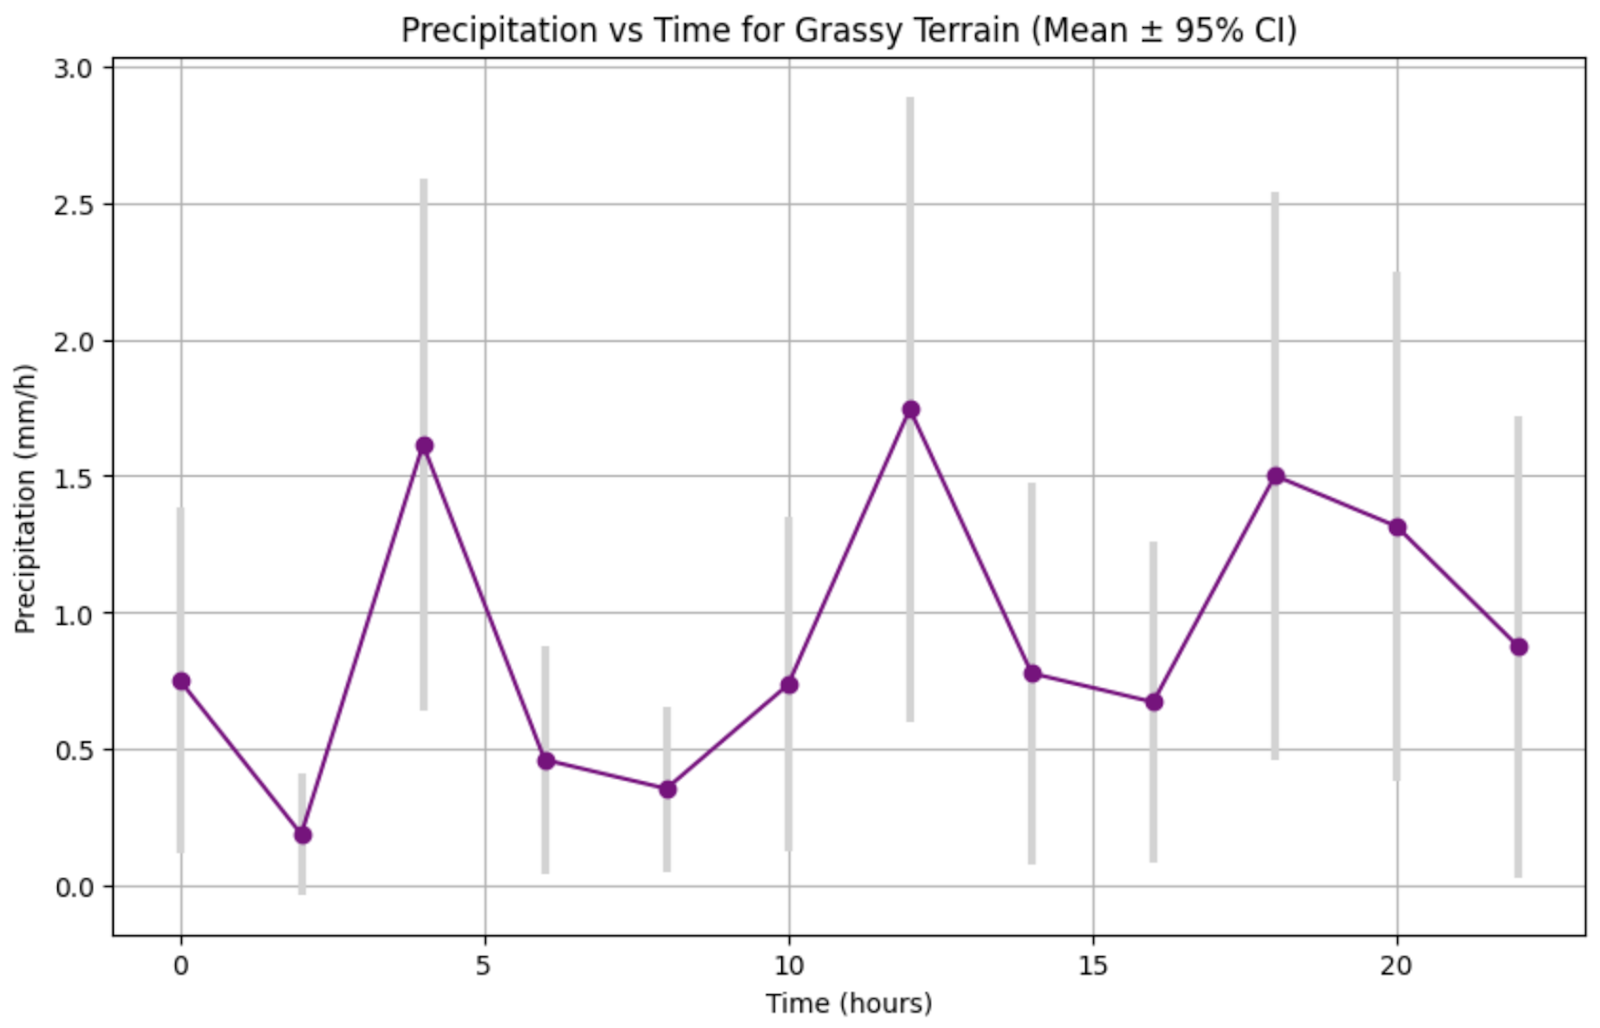 Precipitation vs Time for Grassy Terrain (Mean ± 95% CI)
Precipitation (mm/h)
3.0
2.5
2.0
1.5
1.0
0.5
0.0
0 5 10 15 20
Time (hours)